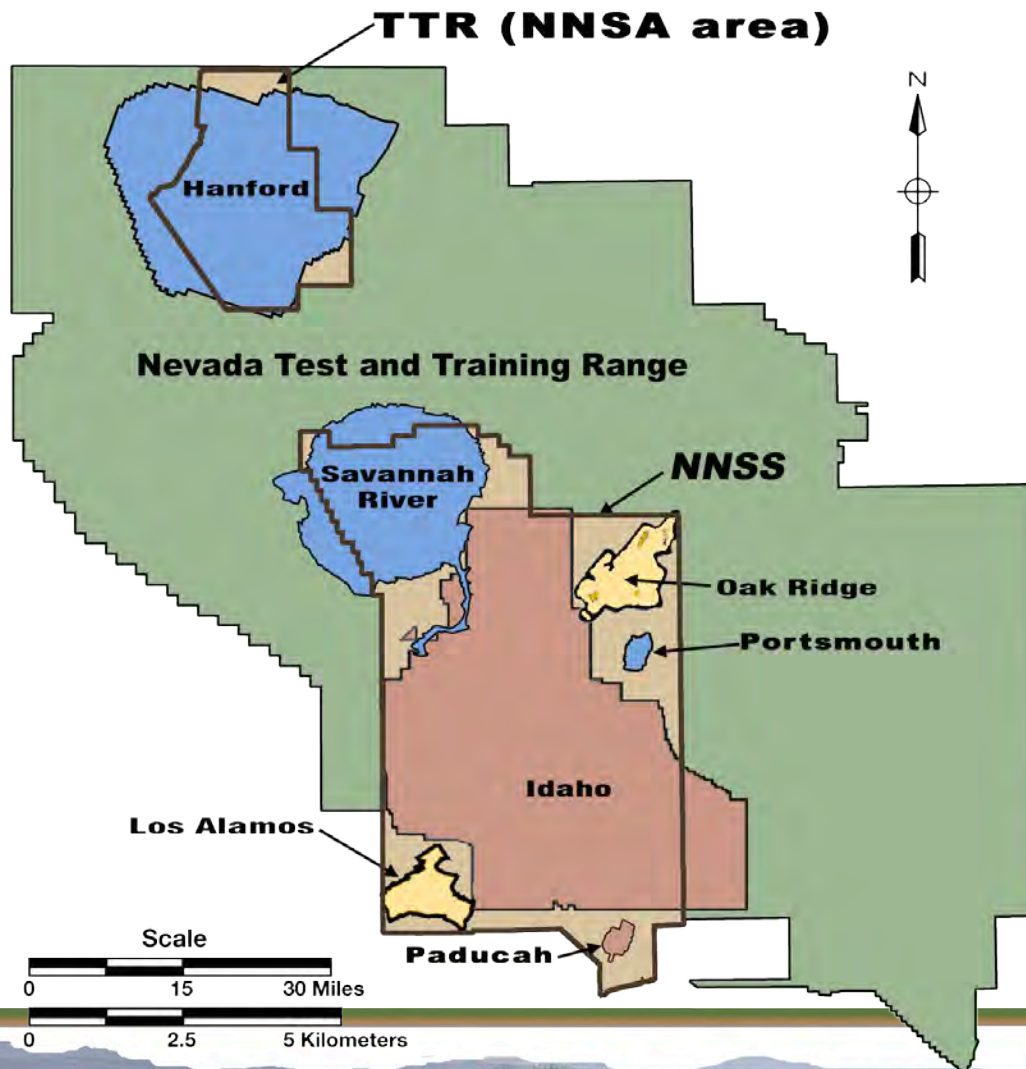 TTR (NNSA area)
N
Hanford
Nevada Test and Training Range
Savannah
River
NNSS
Oak Ridge
Portsmouth
Idaho
Los Alamos
Paducah
Scale
0 15 30 Miles
0 2.5 5 Kilometers